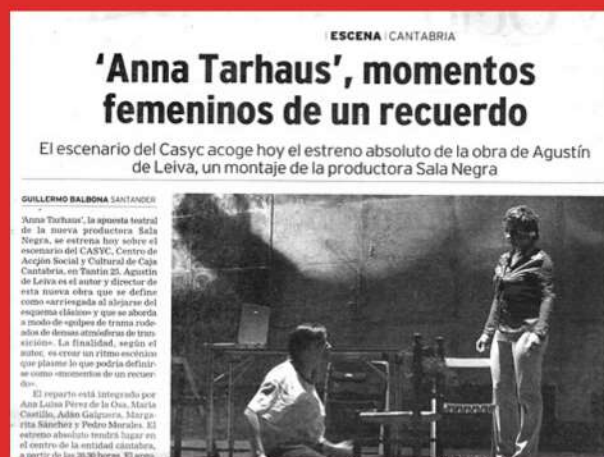 ESCENA CANTABRIA
'Anna Tarhaus', momentos
femeninos de un recuerdo
El escenario del Casyc acoge hoy el estreno absoluto de la obra de Agustín
de Leiva, un montaje de la productora Sala Negra
GUILLERMO BALBONA SANTANDER
'Anna Tarhaus', la apuesta teatral
de la nueva productora Sala
Negra, se estrena hoy sobre el
escenario del CASYC, Centro de
Acción Social y Cultural de Caja
Cantabria, en Tantín 25. Agustín
de Leiva es el autor y director de
esta nueva obra que se define
como «arriesgada al alejarse del
esquema clásico» y que se aborda
a modo de «golpes de trama rode-
ados de densas atmósferas de tran-
sición». La finalidad, según el
autor, es crear un ritmo escénico
que plasme lo que podría definir-
se como «momentos de un recuer-
do».
El reparto está integrado por
Ana Luisa Pérez de la Osa, María
Castillo, Adán Galguera, Marga-
rita Sánchez y Pedro Morales. El
estreno absoluto tendrá lugar en
el centro de la entidad cántabra,
a partir de las 20.30 horas. El